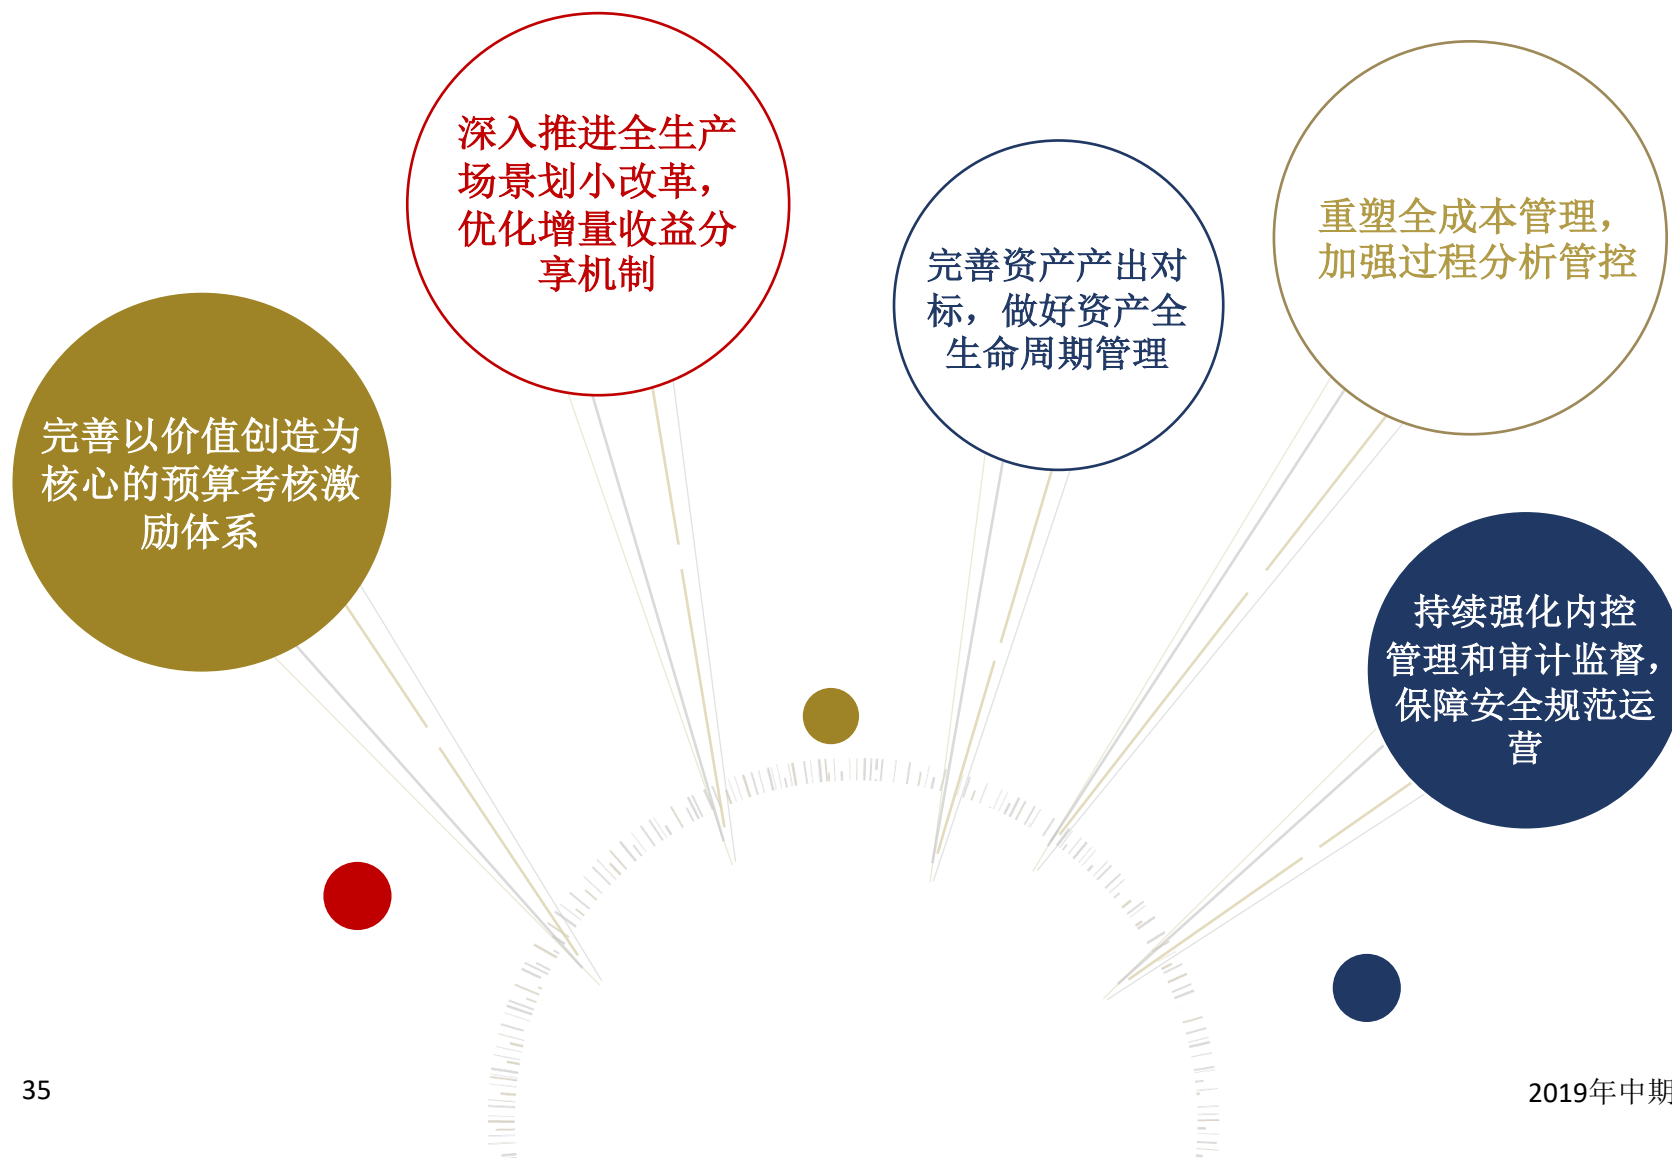 完善以价值创造为
核心的预算考核激
励体系
深入推进全生产
场景划小改革，
优化增量收益分
享机制
完善资产产出对
标，做好资产全
生命周期管理
重塑全成本管理，
加强过程分析管控
持续强化内控
管理和审计监督，
保障安全规范运
营
35
2019年中期